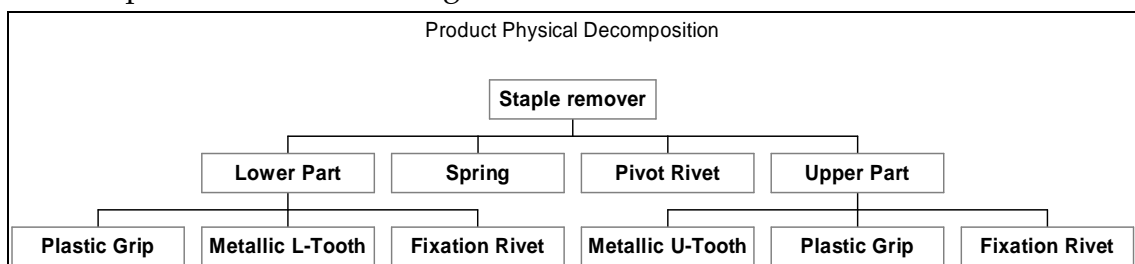 Product Physical Decomposition
Staple remover
Lower Part
Spring
Pivot Rivet
Upper Part
Plastic Grip
Metallic L-Tooth
Fixation Rivet
Metallic U-Tooth
Plastic Grip
Fixation Rivet